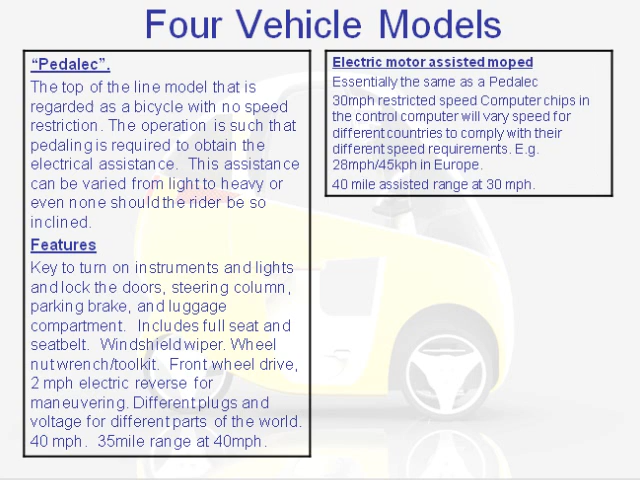 Four Vehicle Models
“Pedalec”.
The top of the line model that is
regarded as a bicycle with no speed
restriction. The operation is such that
pedaling is required to obtain the
electrical assistance. This assistance
can be varied from light to heavy or
even none should the rider be so
inclined.
Features
Key to turn on instruments and lights
and lock the doors, steering column,
parking brake, and luggage
compartment. Includes full seat and
seatbelt. Windshield wiper. Wheel
nut wrench/toolkit. Front wheel drive,
2 mph electric reverse for
maneuvering. Different plugs and
voltage for different parts of the world.
40 mph. 35mile range at 40mph.
Electric motor assisted moped
Essentially the same as a Pedalec
30mph restricted speed Computer chips in
the control computer will vary speed for
different countries to comply with their
different speed requirements. E.g.
28mph/45kph in Europe.
40 mile assisted range at 30 mph.